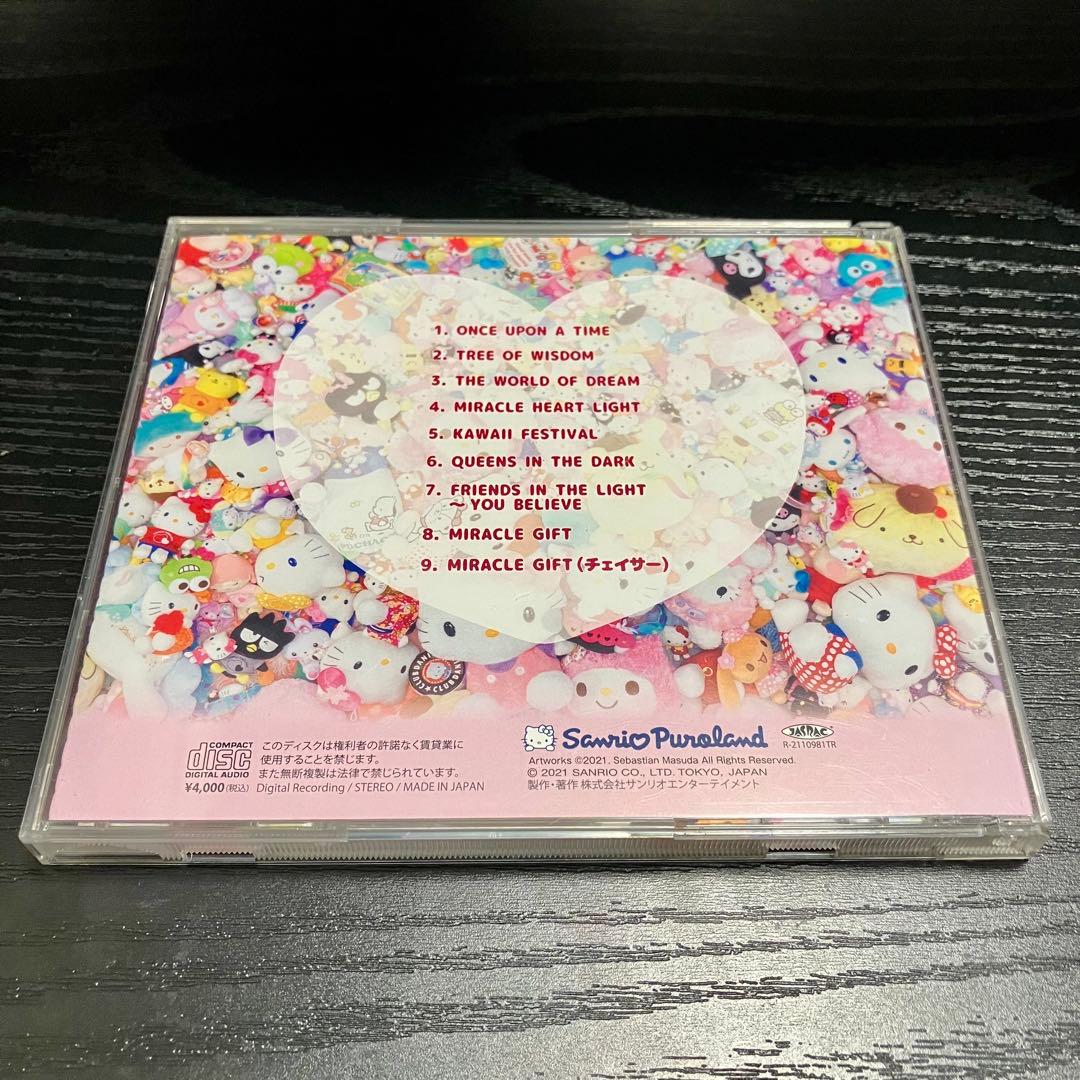 1. ONCE UPON A TIME
2. TREE OF WISDOM
3. THE WORLD OF DREAM
4. MIRACLE HEART LIGHT
5. KAWAII FESTIVAL
6. QUEENS IN THE DARK
7. FRIENDS IN THE LIGHT
～YOU BELIEVE
8. MIRACLE GIFT
9. MIRACLE GIFT(チェイサー)
COMPACT
disc
DIGITAL AUDIO
¥4,000(税込)
このディスクは権利者の許諾なく賃貸業に
使用することを禁じます。
また無断複製は法律で禁じられています。
Digital Recording / STEREO / MADE IN JAPAN
Sanrio Puroland
JASRAC
R-2110981TR
Artworks ©2021. Sebastian Masuda All Rights Reserved.
© 2021 SANRIO CO., LTD. TOKYO, JAPAN
製作・著作 株式会社サンリオエンターテイメント